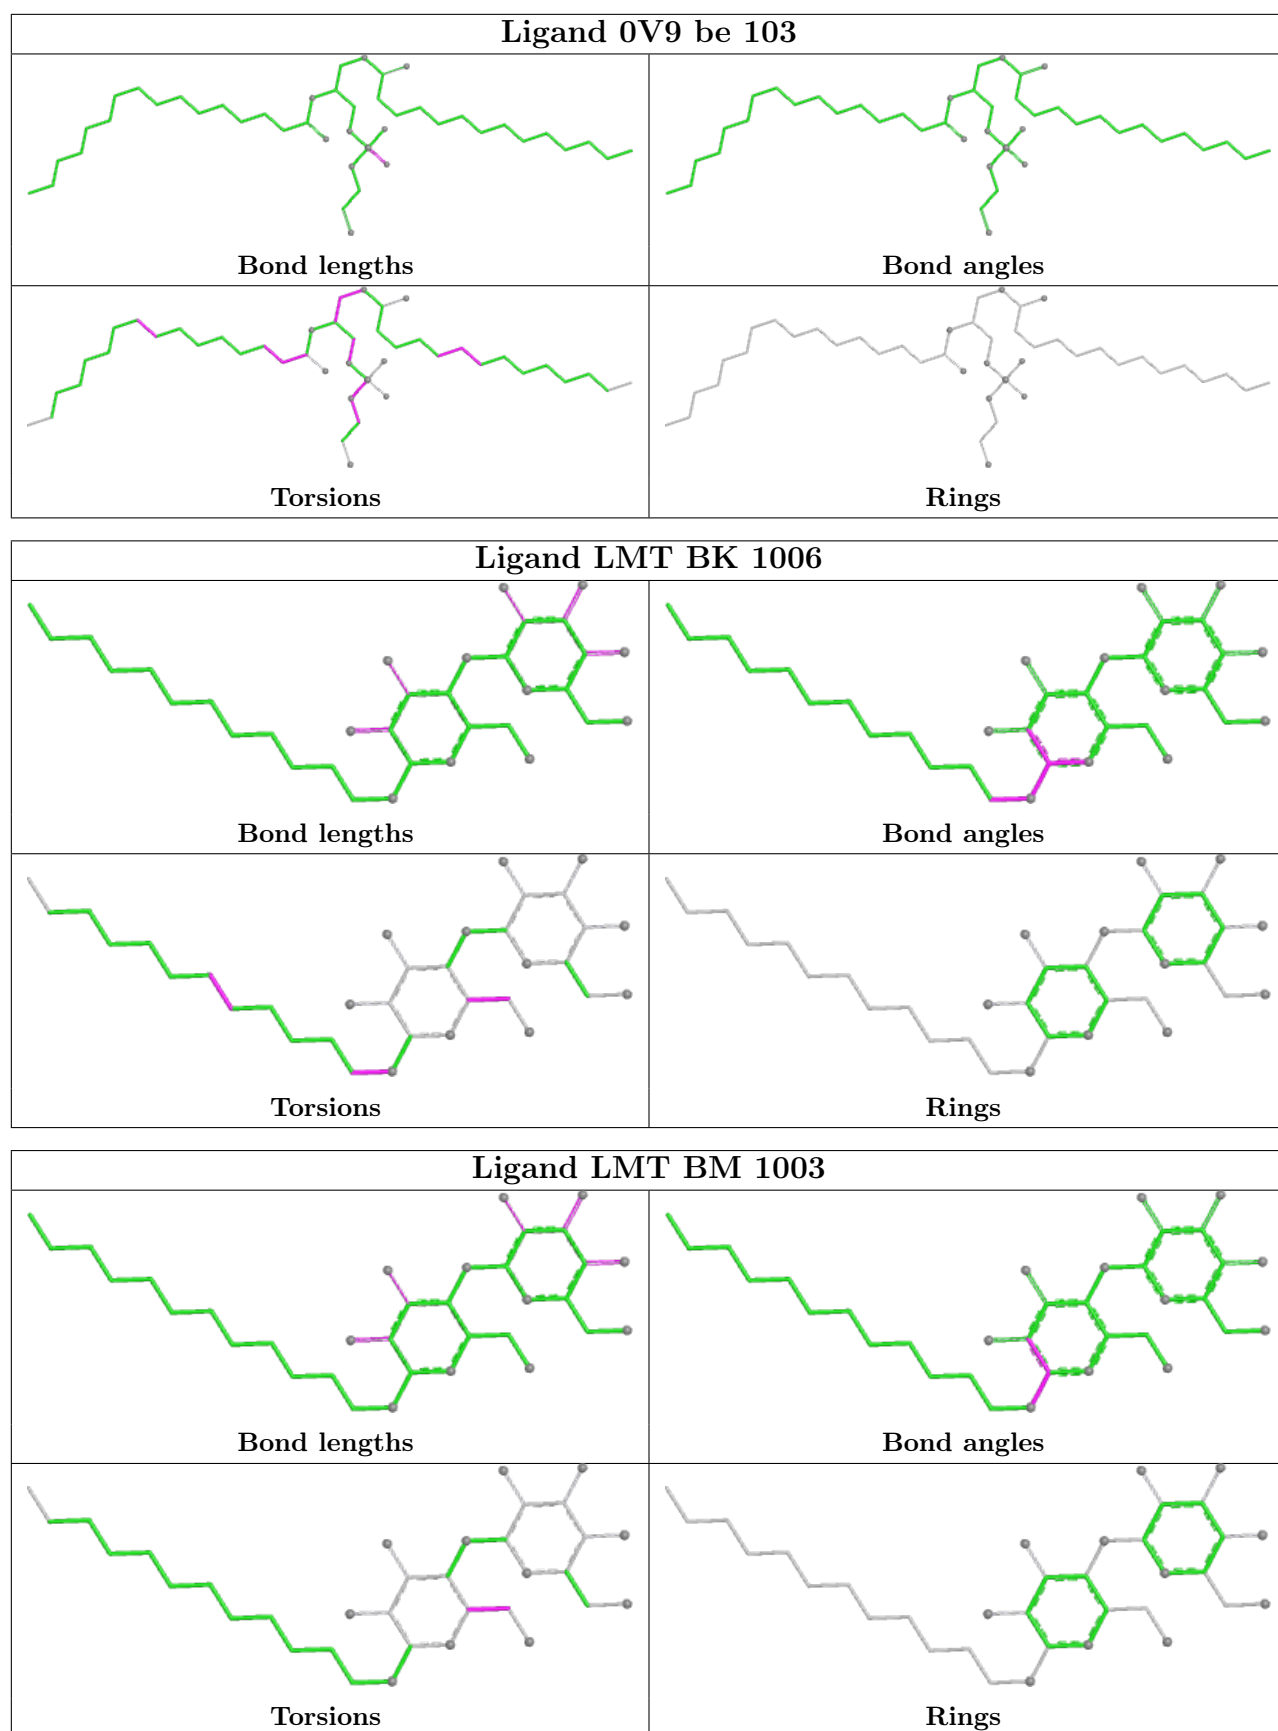 Ligand 0V9 be 103
Bond lengths
Bond angles
Torsions
Rings
Ligand LMT BK 1006
Bond lengths
Bond angles
Torsions
Rings
Ligand LMT BM 1003
Bond lengths
Bond angles
Torsions
Rings